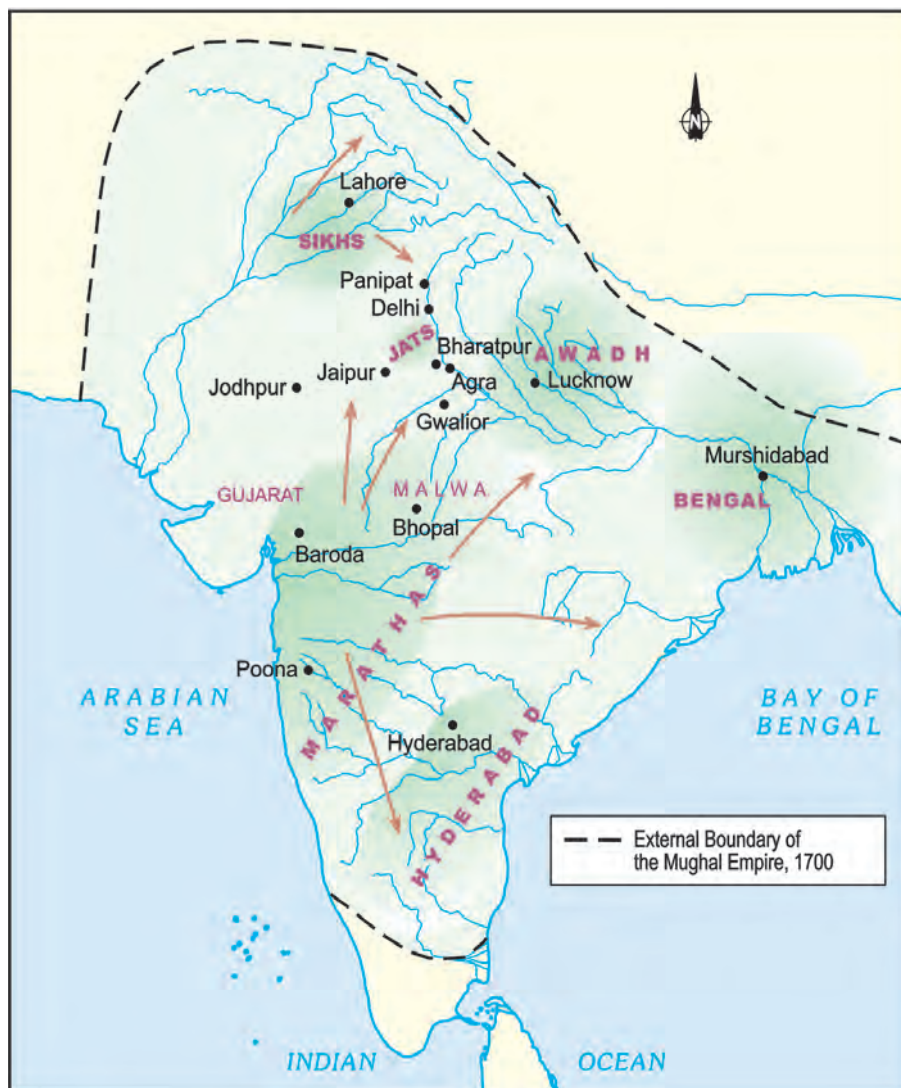 N
Lahore
SIKHS
Panipat
Delhi
JATS
Bharatpur
AWADH
Jodhpur
Jaipur
Agra
Lucknow
Gwalior
Murshidabad
GUJARAT
MALWA
BENGAL
Bhopal
Baroda
MARATHAS
Poona
ARABIAN
SEA
BAY OF
BENGAL
Hyderabad
HYDERABAD
External Boundary of
the Mughal Empire, 1700
INDIAN
OCEAN